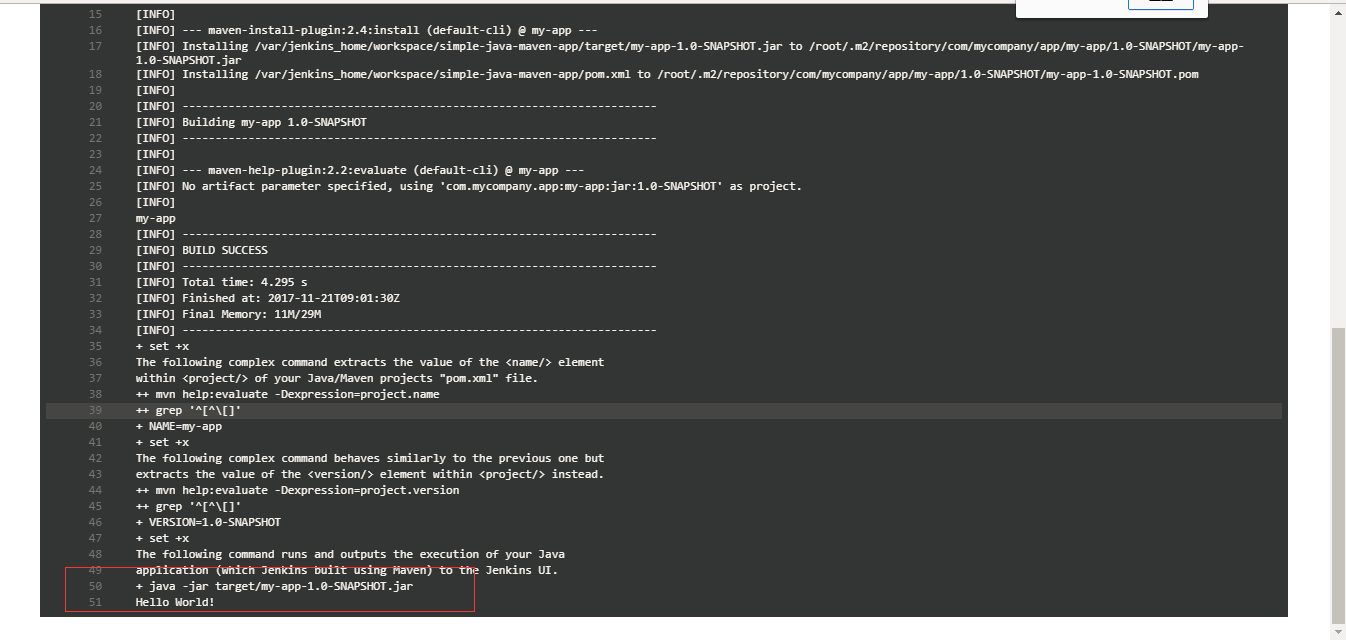 15 [INFO]
16 [INFO] --- maven-install-plugin:2.4:install (default-cli) @ my-app ---
17 [INFO] Installing /var/jenkins_home/workspace/simple-java-maven-app/target/my-app-1.0-SNAPSHOT.jar to /root/.m2/repository/com/mycompany/app/my-app/1.0-SNAPSHOT/my-app-
1.0-SNAPSHOT.jar
18 [INFO] Installing /var/jenkins_home/workspace/simple-java-maven-app/pom.xml to /root/.m2/repository/com/mycompany/app/my-app/1.0-SNAPSHOT/my-app-1.0-SNAPSHOT.pom
19 [INFO]
20 [INFO] ------------------------------------------------------------------------
21 [INFO] Building my-app 1.0-SNAPSHOT
22 [INFO] ------------------------------------------------------------------------
23 [INFO]
24 [INFO] --- maven-help-plugin:2.2:evaluate (default-cli) @ my-app ---
25 [INFO] No artifact parameter specified, using 'com.mycompany.app:my-app:jar:1.0-SNAPSHOT' as project.
26 [INFO]
27 my-app
28 [INFO] ------------------------------------------------------------------------
29 [INFO] BUILD SUCCESS
30 [INFO] ------------------------------------------------------------------------
31 [INFO] Total time: 4.295 s
32 [INFO] Finished at: 2017-11-21T09:01:30Z
33 [INFO] Final Memory: 11M/29M
34 [INFO] ------------------------------------------------------------------------
35 + set +x
36 The following complex command extracts the value of the <name/> element
37 within <project/> of your Java/Maven projects "pom.xml" file.
38 ++ mvn help:evaluate -Dexpression=project.name
39 ++ grep '^[^\[]'
40 + NAME=my-app
41 + set +x
42 The following complex command behaves similarly to the previous one but
43 extracts the value of the <version/> element within <project/> instead.
44 ++ mvn help:evaluate -Dexpression=project.version
45 ++ grep '^[^\[]'
46 + VERSION=1.0-SNAPSHOT
47 + set +x
48 The following command runs and outputs the execution of your Java
49 application (which Jenkins built using Maven) to the Jenkins UI.
50 + java -jar target/my-app-1.0-SNAPSHOT.jar
51 Hello World!